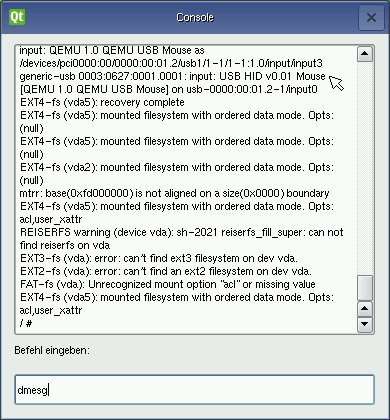 Qt Console
input: QEMU 1.0 QEMU USB Mouse as
/devices/pci0000:00/0000:00:01.2/usb1/1-1/1-1:1.0/input/input3
generic-usb 0003:0627:0001.0001: input: USB HID v0.01 Mouse
[QEMU 1.0 QEMU USB Mouse] on usb-0000:00:01.2-1/input0
EXT4-fs (vda5): recovery complete
EXT4-fs (vda5): mounted filesystem with ordered data mode. Opts:
(null)
EXT4-fs (vda5): mounted filesystem with ordered data mode. Opts:
(null)
EXT4-fs (vda2): mounted filesystem with ordered data mode. Opts:
(null)
mtrr: base(0xfd000000) is not aligned on a size(0x0000) boundary
EXT4-fs (vda5): mounted filesystem with ordered data mode. Opts:
acl,user_xattr
REISERFS warning (device vda): sh-2021 reiserfs_fill_super: can not
find reiserfs on vda
EXT3-fs (vda): error: can't find ext3 filesystem on dev vda.
EXT2-fs (vda): error: can't find an ext2 filesystem on dev vda.
FAT-fs (vda): Unrecognized mount option "acl" or missing value
EXT4-fs (vda5): mounted filesystem with ordered data mode. Opts:
acl,user_xattr
/ #
Befehl eingeben:
dmesg